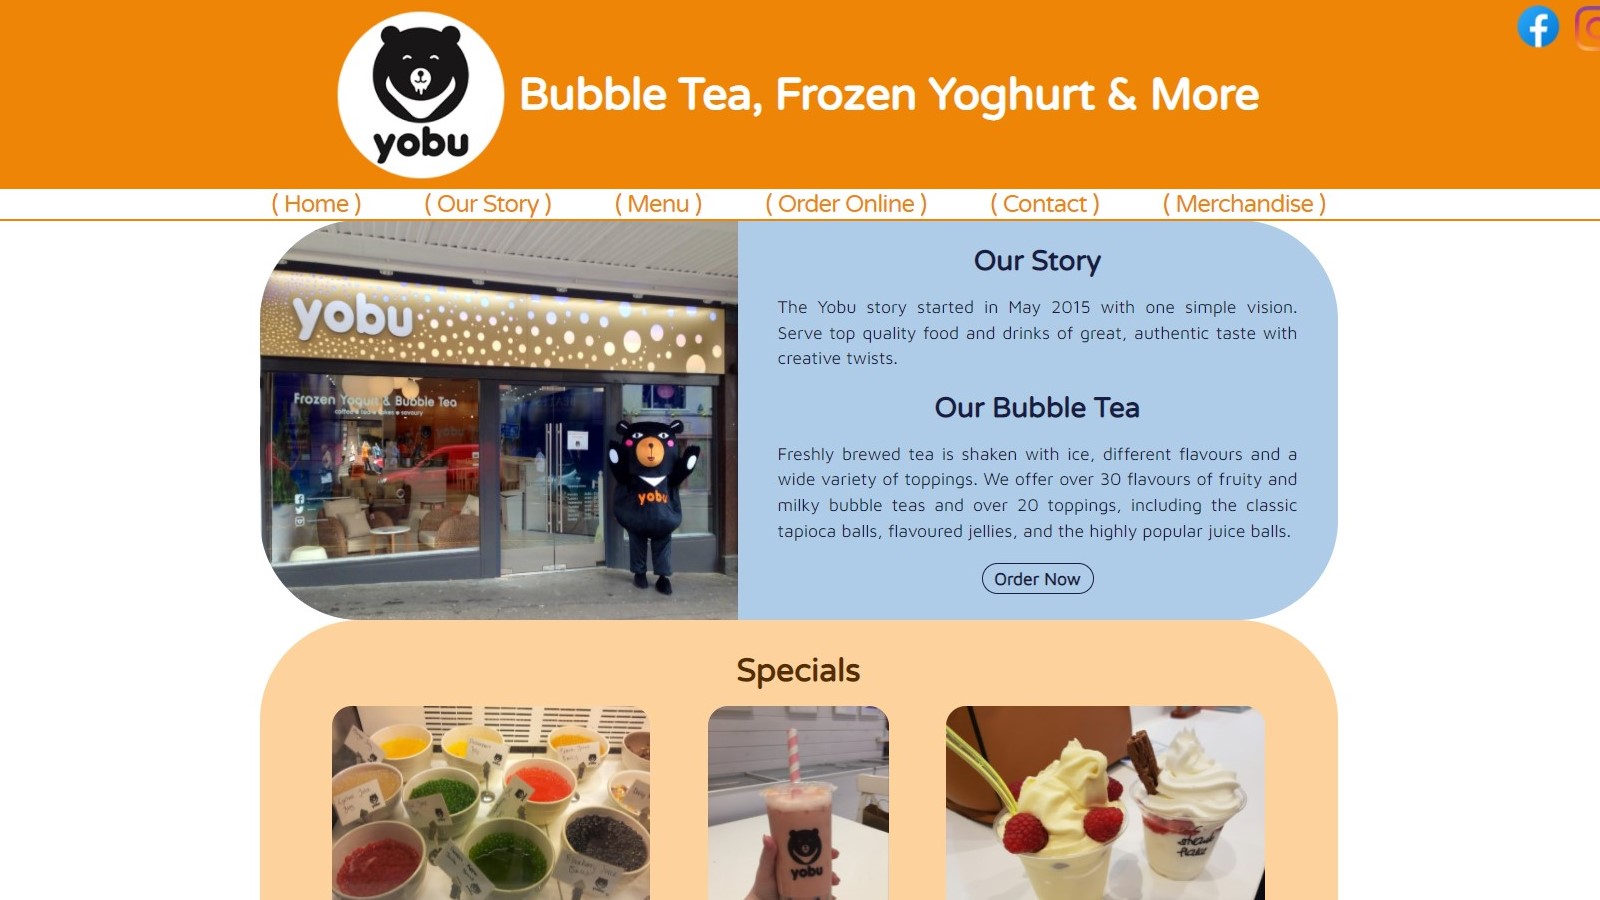 yobu
Bubble Tea, Frozen Yoghurt & More
( Home ) ( Our Story ) ( Menu ) ( Order Online ) ( Contact ) ( Merchandise )
yobu
Frozen Yogurt & Bubble Tea
coffee tea cakes savoury
yobu
Our Story
The Yobu story started in May 2015 with one simple vision.
Serve top quality food and drinks of great, authentic taste with
creative twists.
Our Bubble Tea
Freshly brewed tea is shaken with ice, different flavours and a
wide variety of toppings. We offer over 30 flavours of fruity and
milky bubble teas and over 20 toppings, including the classic
tapioca balls, flavoured jellies, and the highly popular juice balls.
Order Now
Specials
yobu